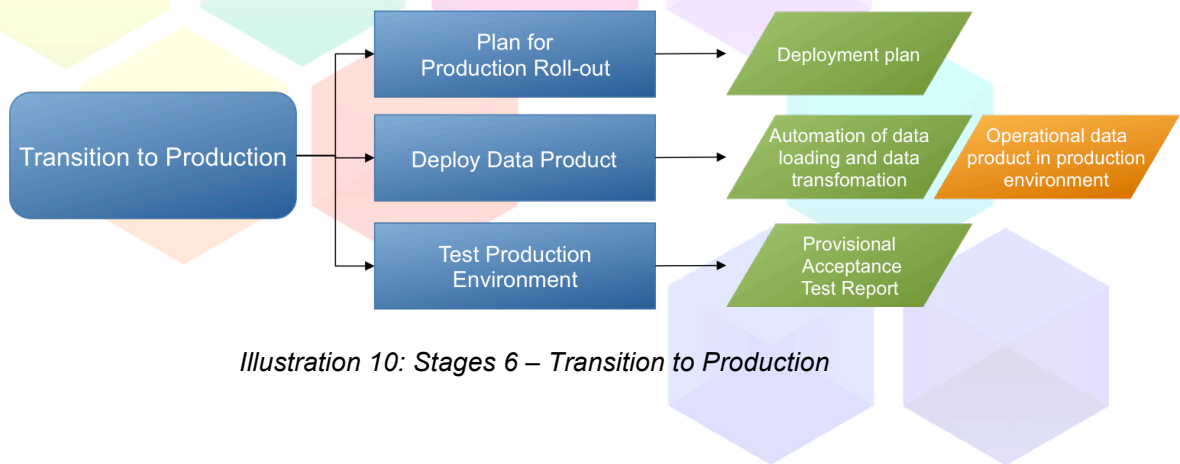 Plan for
Production Roll-out
Deployment plan
Transition to Production
Deploy Data Product
Automation of data
loading and data
transfomation
Operational data
product in production
environment
Test Production
Environment
Provisional
Acceptance
Test Report
Illustration 10: Stages 6 – Transition to Production